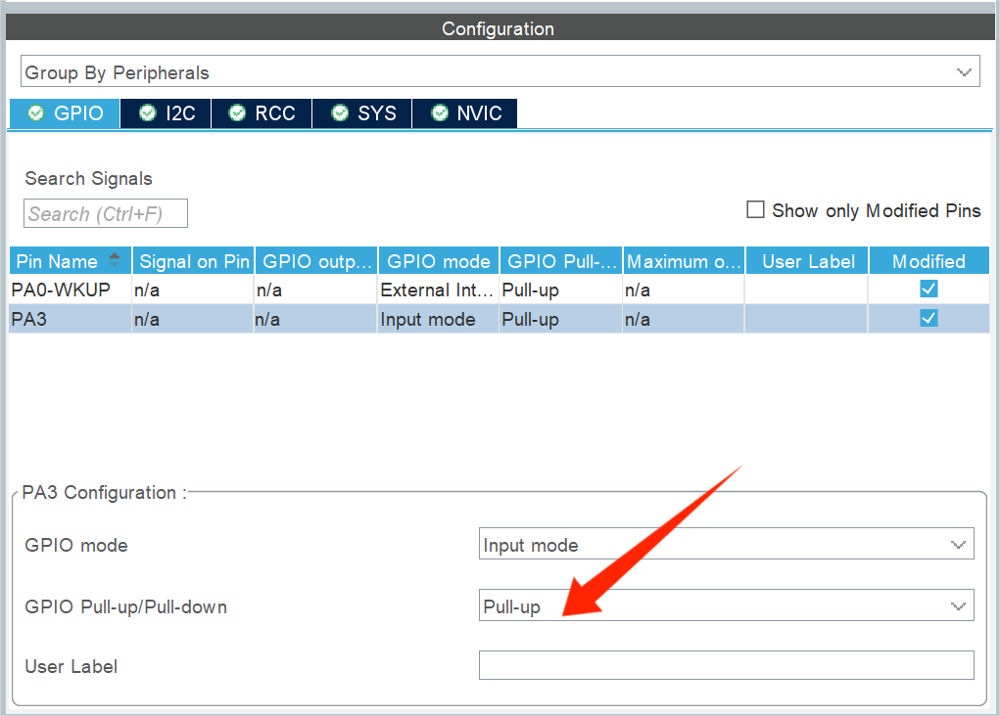 Configuration
Group By Peripherals
GPIO I2C RCC SYS NVIC
Search Signals
Search (Ctrl+F)
Show only Modified Pins
Pin Name Signal on Pin GPIO outp... GPIO mode GPIO Pull-... Maximum o... User Label Modified
PA0-WKUP n/a n/a External Int... Pull-up n/a
PA3 n/a n/a Input mode Pull-up n/a
PA3 Configuration :
GPIO mode Input mode
GPIO Pull-up/Pull-down Pull-up
User Label